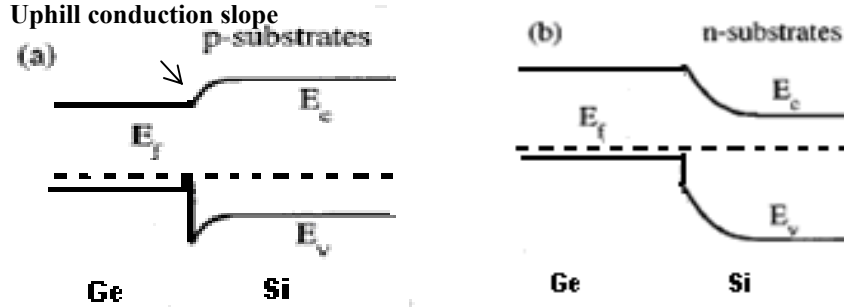 Uphill conduction slope
(a) p-substrates
E_c
E_f
E_v
Ge Si
(b) n-substrates
E_c
E_f
E_v
Ge Si